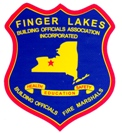 FINGER LAKES
BUILDING OFFICIALS ASSOCIATION
INCORPORATED
HEALTH
SAFETY
EDUCATION
BUILDING OFFICIALS
FIRE MARSHALS